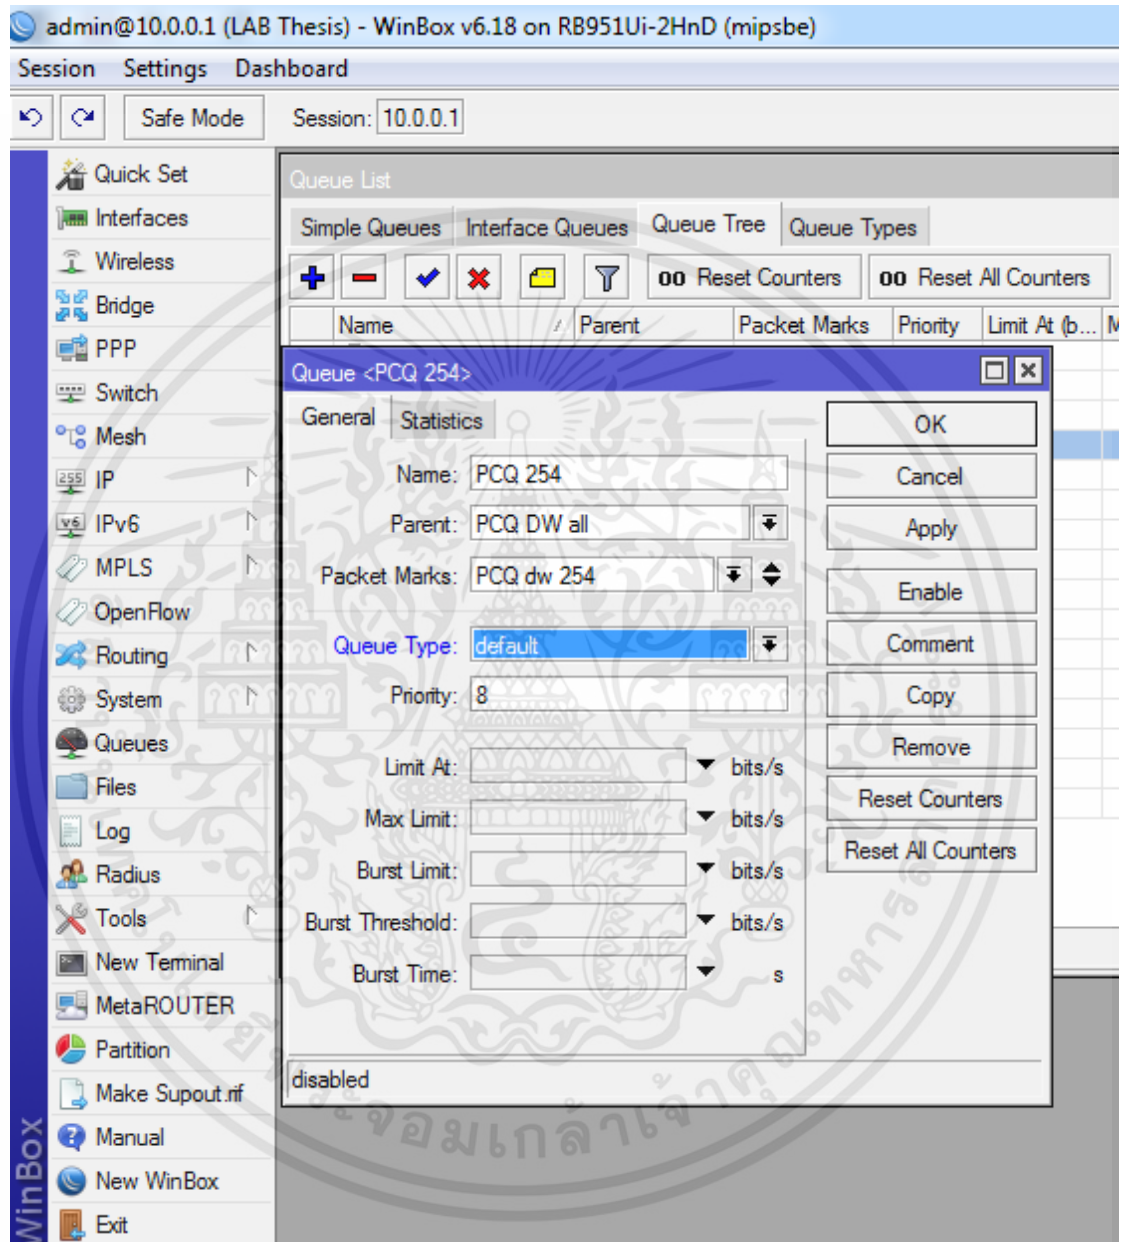 admin@10.0.0.1 (LAB Thesis) - WinBox v6.18 on RB951Ui-2HnD (mipsbe)
Session Settings Dashboard
Safe Mode Session: 10.0.0.1
Quick Set
Interfaces
Wireless
Bridge
PPP
Switch
Mesh
IP
IPv6
MPLS
OpenFlow
Routing
System
Queues
Files
Log
Radius
Tools
New Terminal
MetaROUTER
Partition
Make Supout.rif
Manual
New WinBox
Exit
WinBox
Queue List
Simple Queues Interface Queues Queue Tree Queue Types
00 Reset Counters 00 Reset All Counters
Name Parent Packet Marks Priority Limit At (b...
Queue <PCQ 254>
General Statistics
Name: PCQ 254
Parent: PCQ DW all
Packet Marks: PCQ dw 254
Queue Type: default
Priority: 8
Limit At: bits/s
Max Limit: bits/s
Burst Limit: bits/s
Burst Threshold: bits/s
Burst Time: s
OK
Cancel
Apply
Enable
Comment
Copy
Remove
Reset Counters
Reset All Counters
disabled